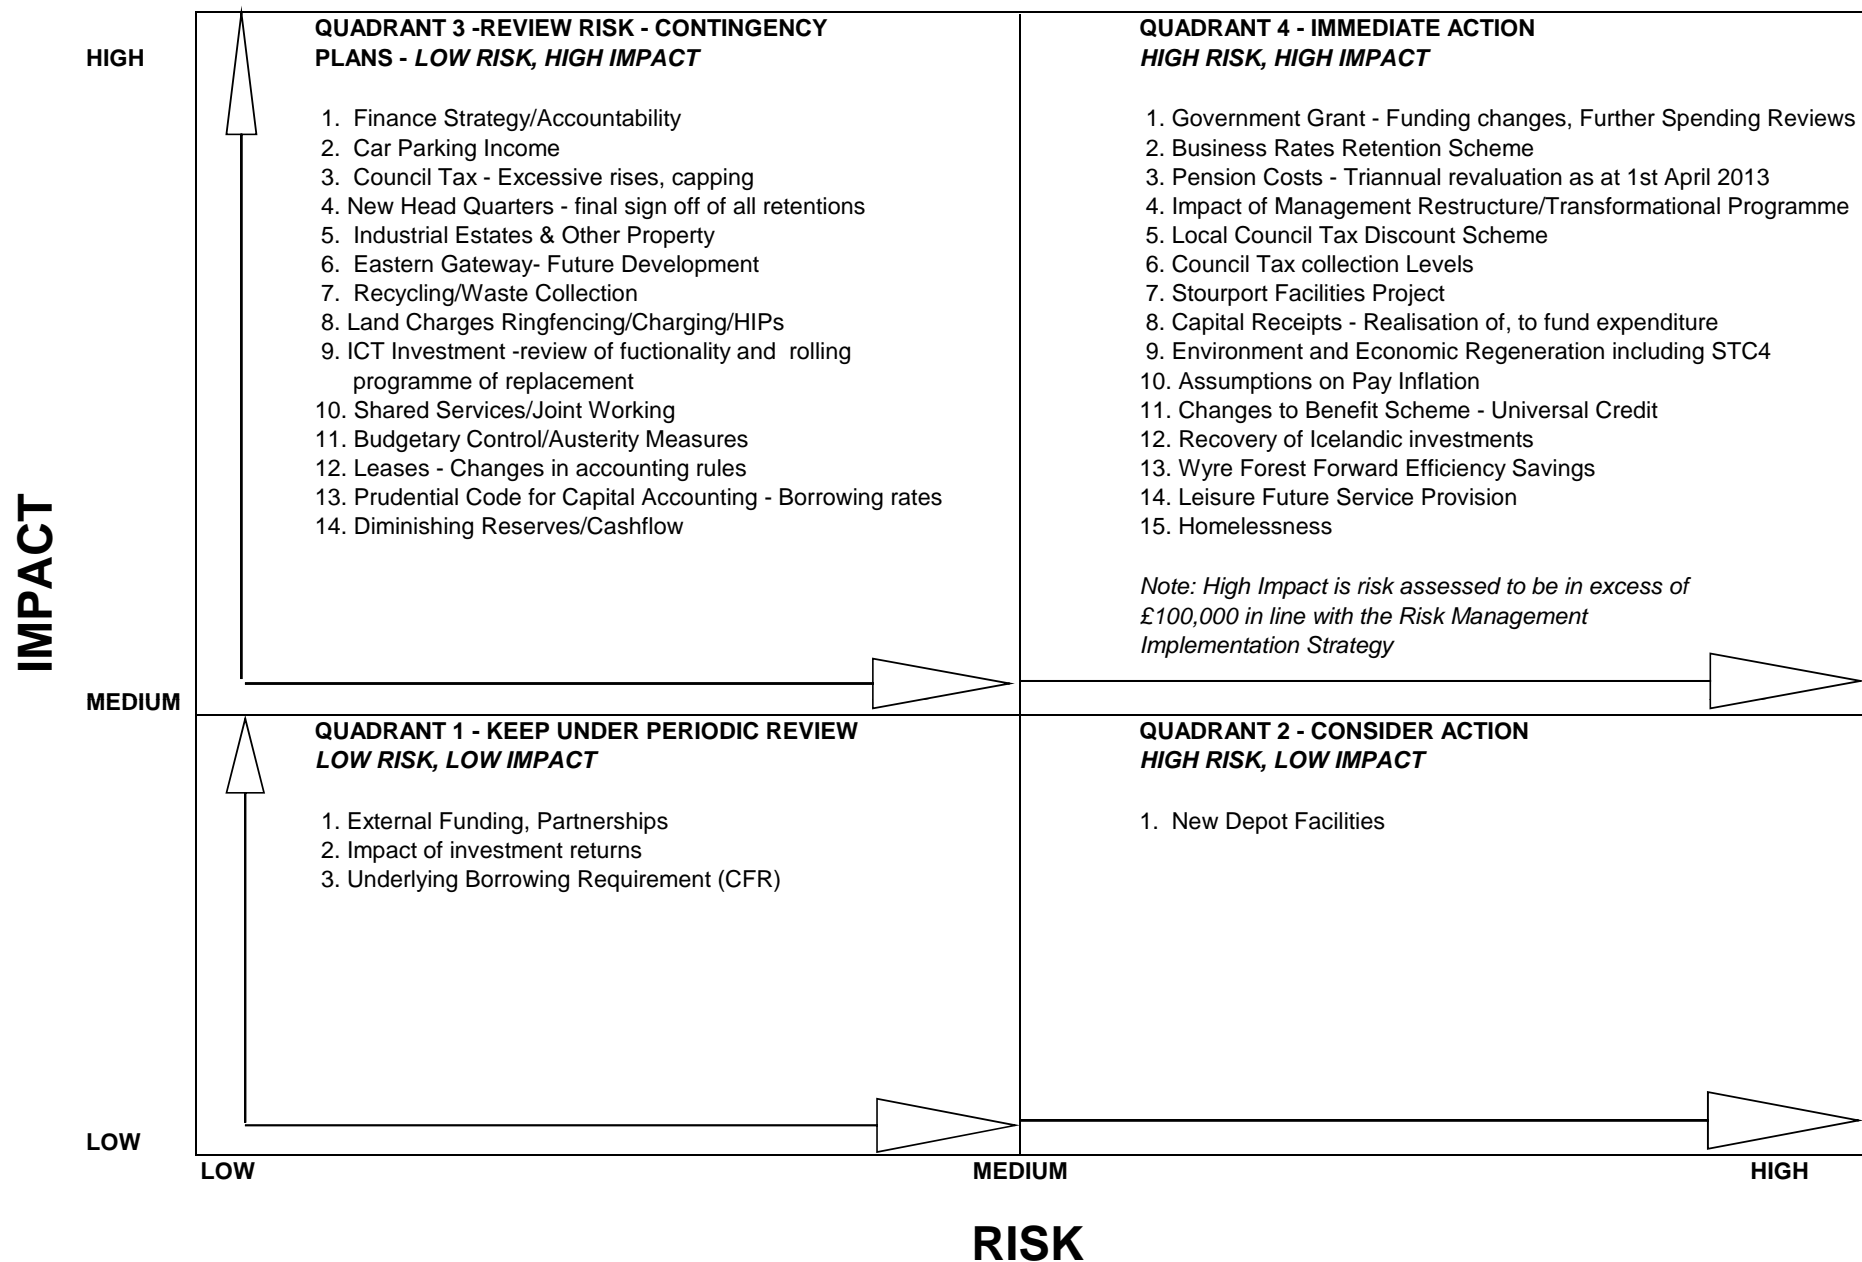 HIGH
QUADRANT 3 -REVIEW RISK - CONTINGENCY
PLANS - LOW RISK, HIGH IMPACT
1. Finance Strategy/Accountability
2. Car Parking Income
3. Council Tax - Excessive rises, capping
4. New Head Quarters - final sign off of all retentions
5. Industrial Estates & Other Property
6. Eastern Gateway- Future Development
7. Recycling/Waste Collection
8. Land Charges Ringfencing/Charging/HIPs
9. ICT Investment -review of fuctionality and rolling
programme of replacement
10. Shared Services/Joint Working
11. Budgetary Control/Austerity Measures
12. Leases - Changes in accounting rules
13. Prudential Code for Capital Accounting - Borrowing rates
14. Diminishing Reserves/Cashflow
QUADRANT 4 - IMMEDIATE ACTION
HIGH RISK, HIGH IMPACT
1. Government Grant - Funding changes, Further Spending Reviews
2. Business Rates Retention Scheme
3. Pension Costs - Triannual revaluation as at 1st April 2013
4. Impact of Management Restructure/Transformational Programme
5. Local Council Tax Discount Scheme
6. Council Tax collection Levels
7. Stourport Facilities Project
8. Capital Receipts - Realisation of, to fund expenditure
9. Environment and Economic Regeneration including STC4
10. Assumptions on Pay Inflation
11. Changes to Benefit Scheme - Universal Credit
12. Recovery of Icelandic investments
13. Wyre Forest Forward Efficiency Savings
14. Leisure Future Service Provision
15. Homelessness
Note: High Impact is risk assessed to be in excess of
£100,000 in line with the Risk Management
Implementation Strategy
IMPACT
MEDIUM
QUADRANT 1 - KEEP UNDER PERIODIC REVIEW
LOW RISK, LOW IMPACT
1. External Funding, Partnerships
2. Impact of investment returns
3. Underlying Borrowing Requirement (CFR)
QUADRANT 2 - CONSIDER ACTION
HIGH RISK, LOW IMPACT
1. New Depot Facilities
LOW
LOW
MEDIUM
HIGH
RISK